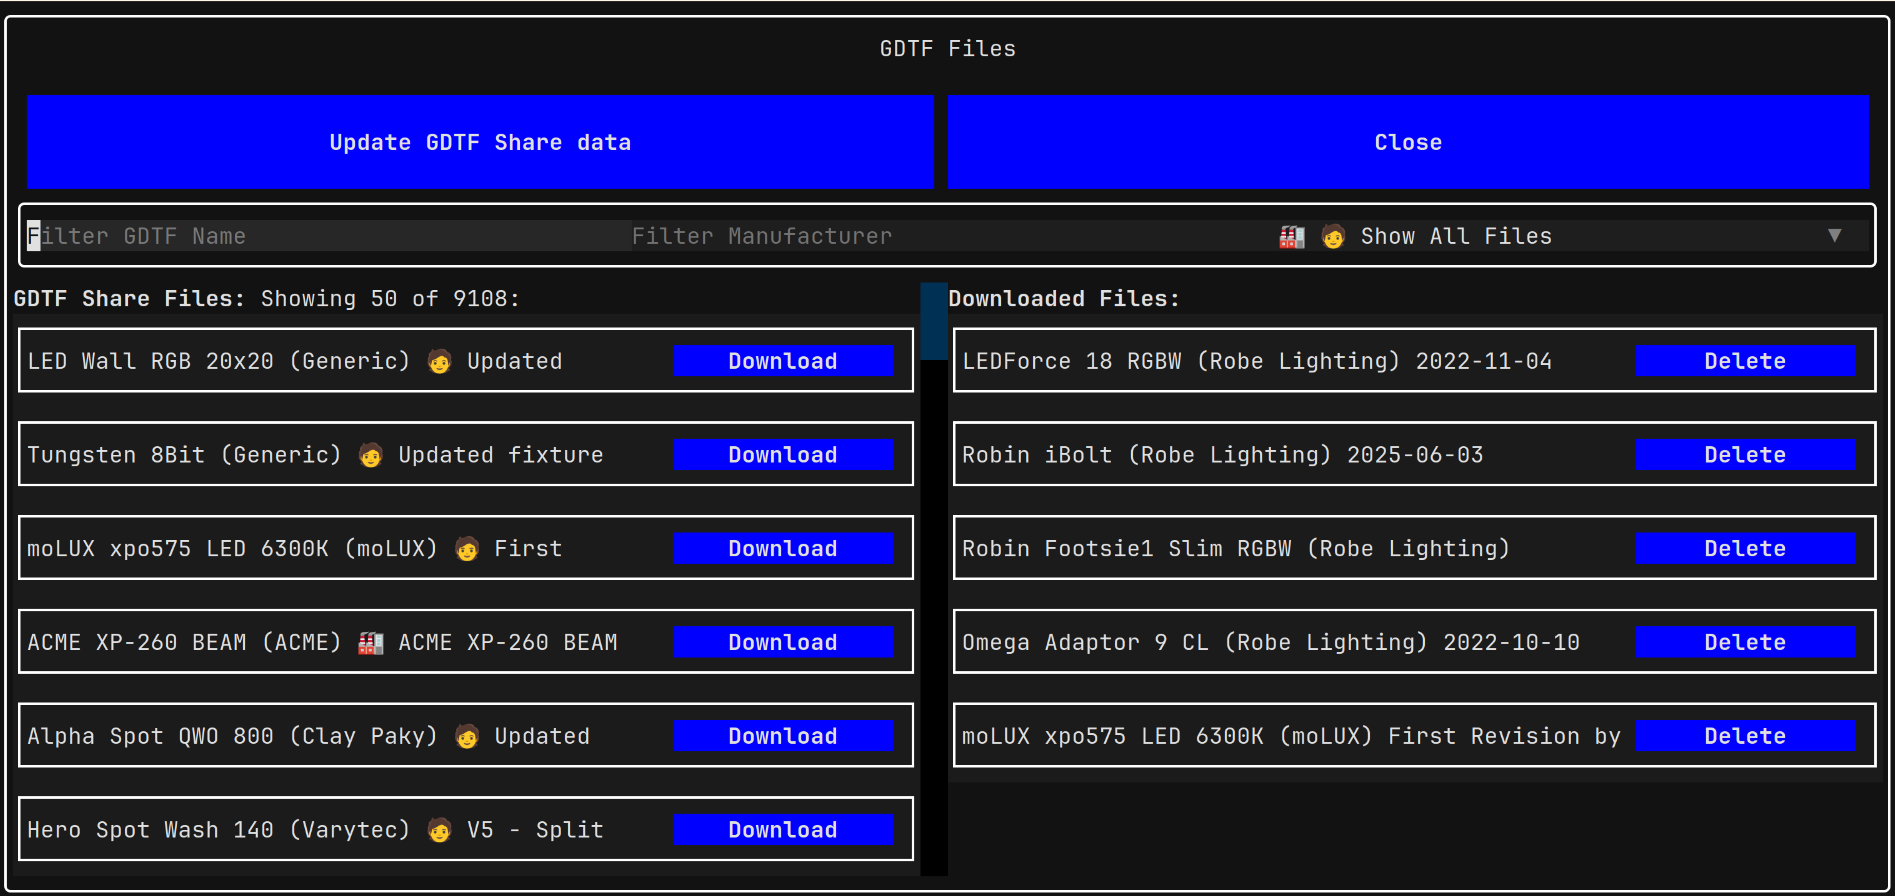 GDTF Files
Update GDTF Share data
Close
Filter GDTF Name
Filter Manufacturer
🏭 🧑 Show All Files ▼
GDTF Share Files: Showing 50 of 9108:
LED Wall RGB 20x20 (Generic) 🧑 Updated
Download
Tungsten 8Bit (Generic) 🧑 Updated fixture
Download
moLUX xpo575 LED 6300K (moLUX) 🧑 First
Download
ACME XP-260 BEAM (ACME) 🏭 ACME XP-260 BEAM
Download
Alpha Spot QWO 800 (Clay Paky) 🧑 Updated
Download
Hero Spot Wash 140 (Varytec) 🧑 V5 - Split
Download
Downloaded Files:
LEDForce 18 RGBW (Robe Lighting) 2022-11-04
Delete
Robin iBolt (Robe Lighting) 2025-06-03
Delete
Robin Footsie1 Slim RGBW (Robe Lighting)
Delete
Omega Adaptor 9 CL (Robe Lighting) 2022-10-10
Delete
moLUX xpo575 LED 6300K (moLUX) First Revision by
Delete